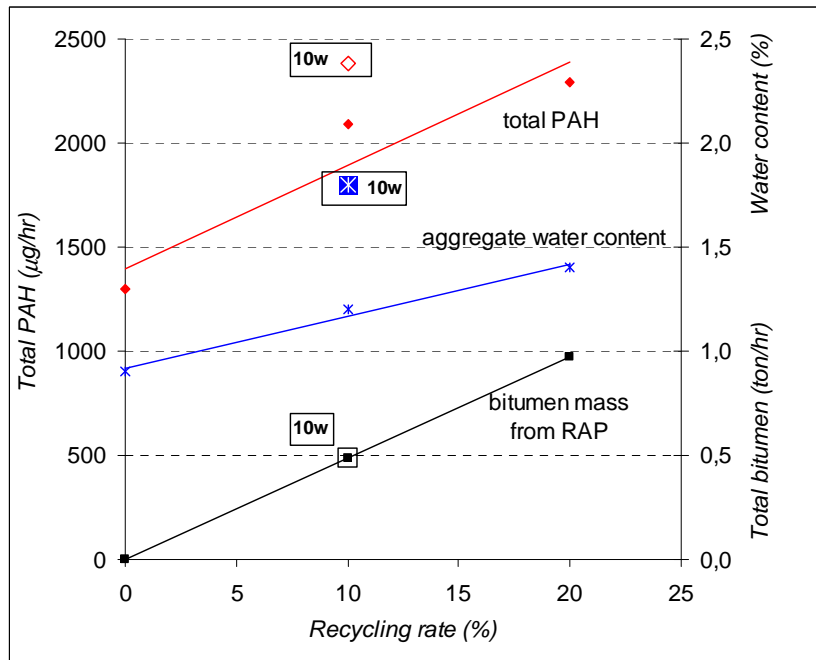 2500
2000
1500
1000
500
0
Total PAH (µg/hr)
2,5
2,0
1,5
1,0
0,5
0,0
Water content (%)
Total bitumen (ton/hr)
10w
total PAH
10w
aggregate water content
bitumen mass
from RAP
10w
0
5
10
15
20
25
Recycling rate (%)